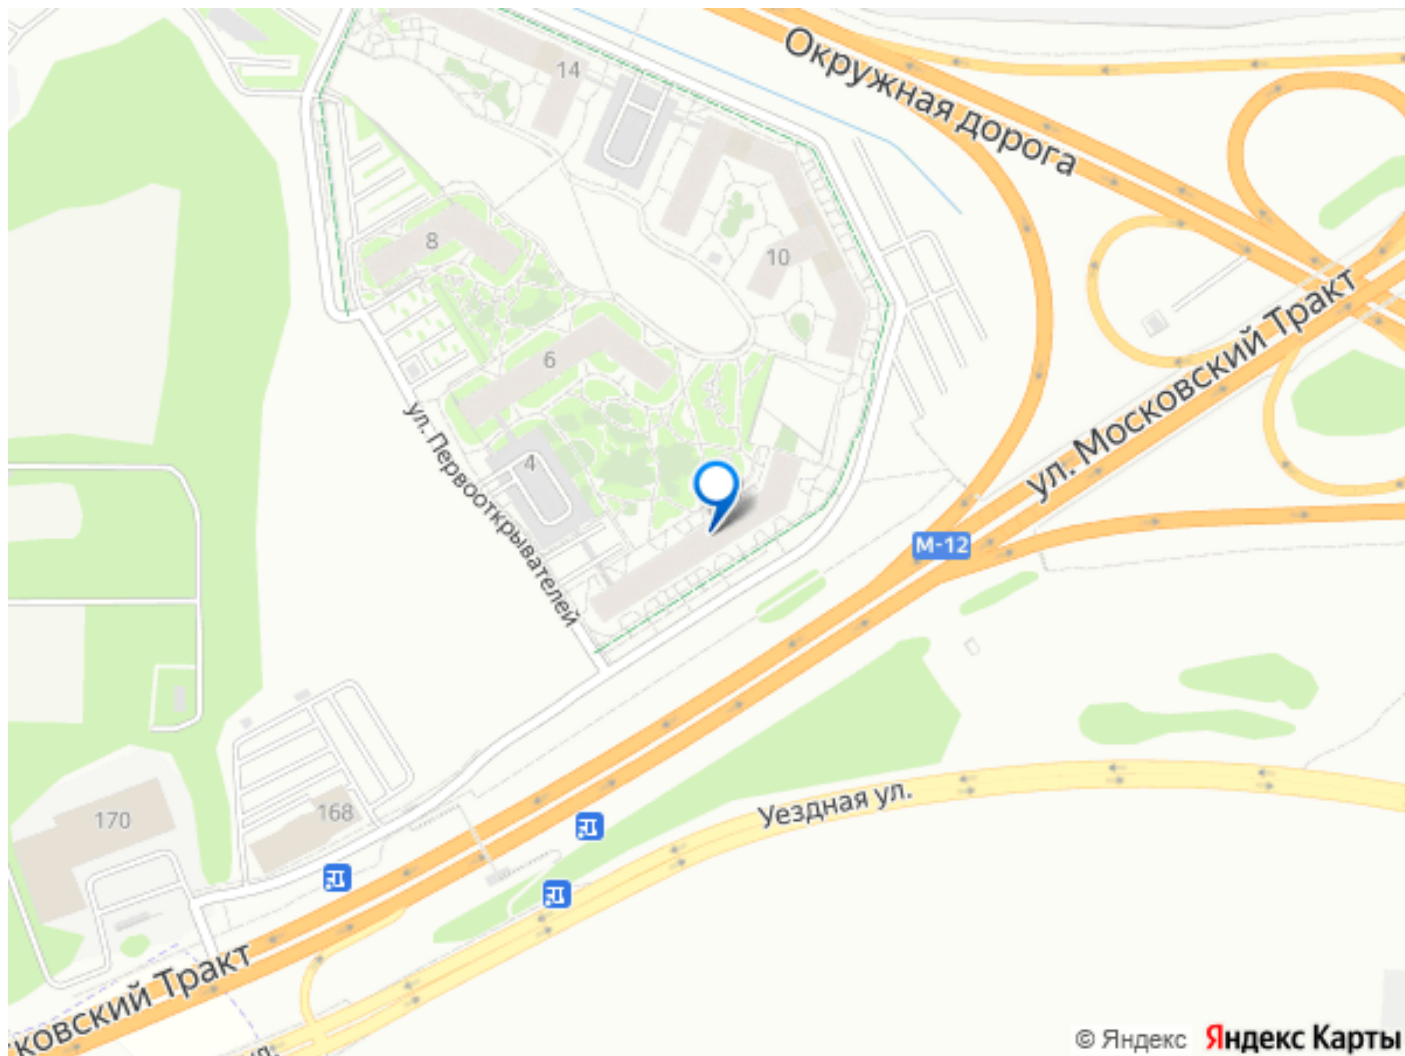 14
Окружная дорога
8
10
6
ул. Московский Тракт
ул. Первооткрывателей
4
М-12
Уездная ул.
170
168
ковский Тракт
ул.
© Яндекс
Яндекс Карты